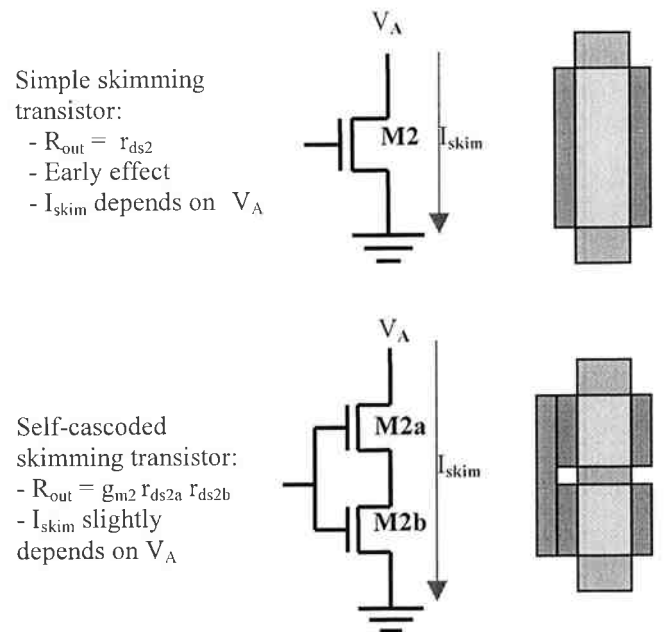 V_A
Simple skimming
transistor:
- R_out = r_ds2
- Early effect
- I_skim depends on V_A
M2
I_skim
V_A
Self-cascoded
skimming transistor:
- R_out = g_m2 r_ds2a r_ds2b
- I_skim slightly
depends on V_A
M2a
I_skim
M2b